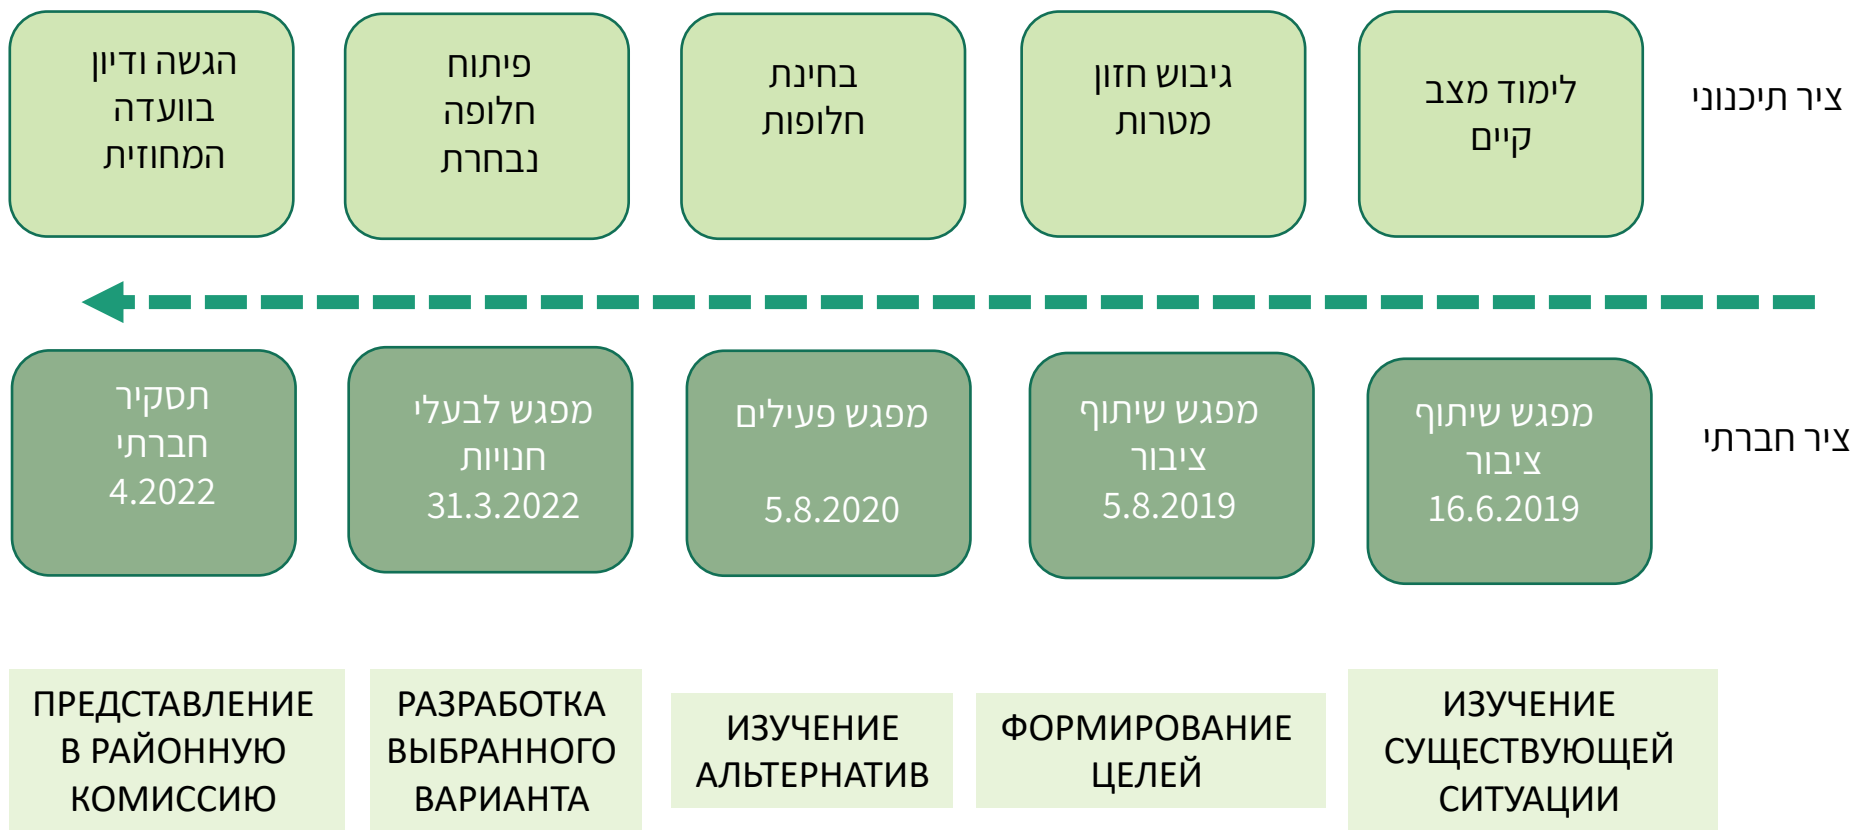 ציר תיכנוני
לימוד מצב
קיים
גיבוש חזון
מטרות
בחינת
חלופות
פיתוח
חלופה
נבחרת
הגשה ודיון
בוועדה
המחוזית
ציר חברתי
מפגש שיתוף
ציבור
16.6.2019
מפגש שיתוף
ציבור
5.8.2019
מפגש פעילים
5.8.2020
מפגש לבעלי
חנויות
31.3.2022
תסקיר
חברתי
4.2022
ИЗУЧЕНИЕ
СУЩЕСТВУЮЩЕЙ
СИТУАЦИИ
ФОРМИРОВАНИЕ
ЦЕЛЕЙ
ИЗУЧЕНИЕ
АЛЬТЕРНАТИВ
РАЗРАБОТКА
ВЫБРАННОГО
ВАРИАНТА
ПРЕДСТАВЛЕНИЕ
В РАЙОННУЮ
КОМИССИЮ